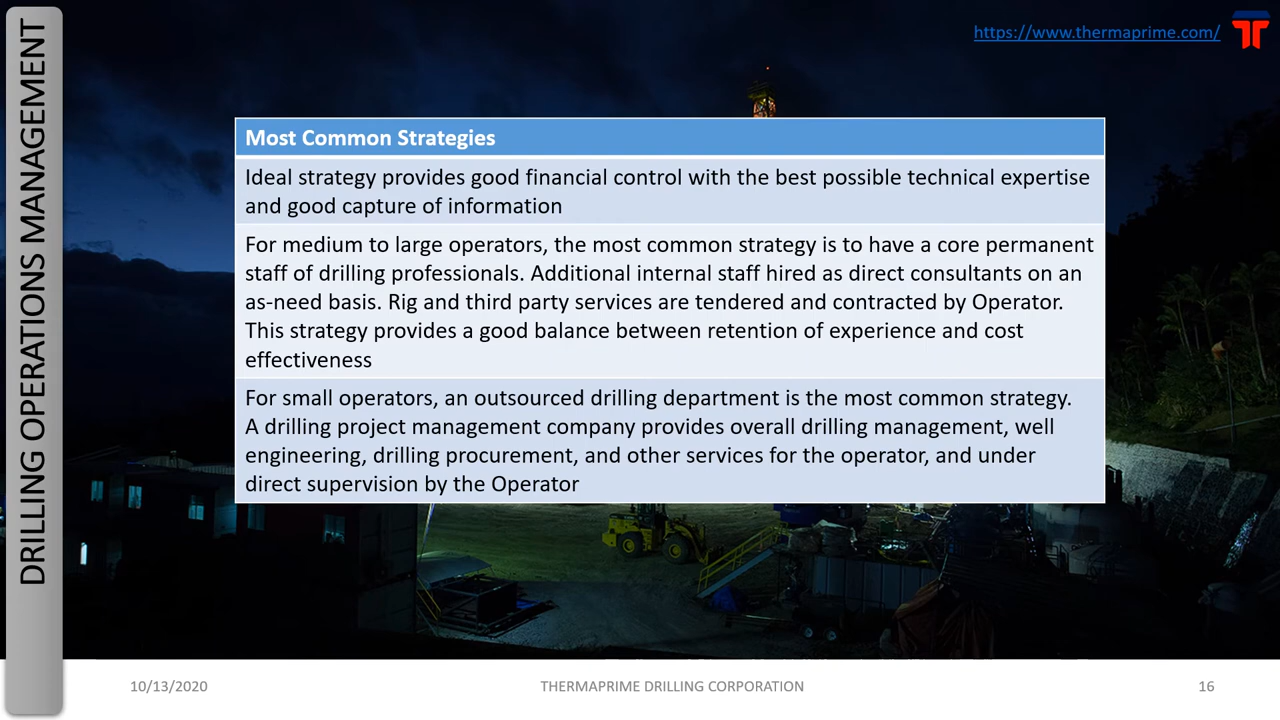 https://www.thermaprime.com/
DRILLING OPERATIONS MANAGEMENT
Most Common Strategies
Ideal strategy provides good financial control with the best possible technical expertise
and good capture of information
For medium to large operators, the most common strategy is to have a core permanent
staff of drilling professionals. Additional internal staff hired as direct consultants on an
as-need basis. Rig and third party services are tendered and contracted by Operator.
This strategy provides a good balance between retention of experience and cost
effectiveness
For small operators, an outsourced drilling department is the most common strategy.
A drilling project management company provides overall drilling management, well
engineering, drilling procurement, and other services for the operator, and under
direct supervision by the Operator
10/13/2020
THERMAPRIME DRILLING CORPORATION
16